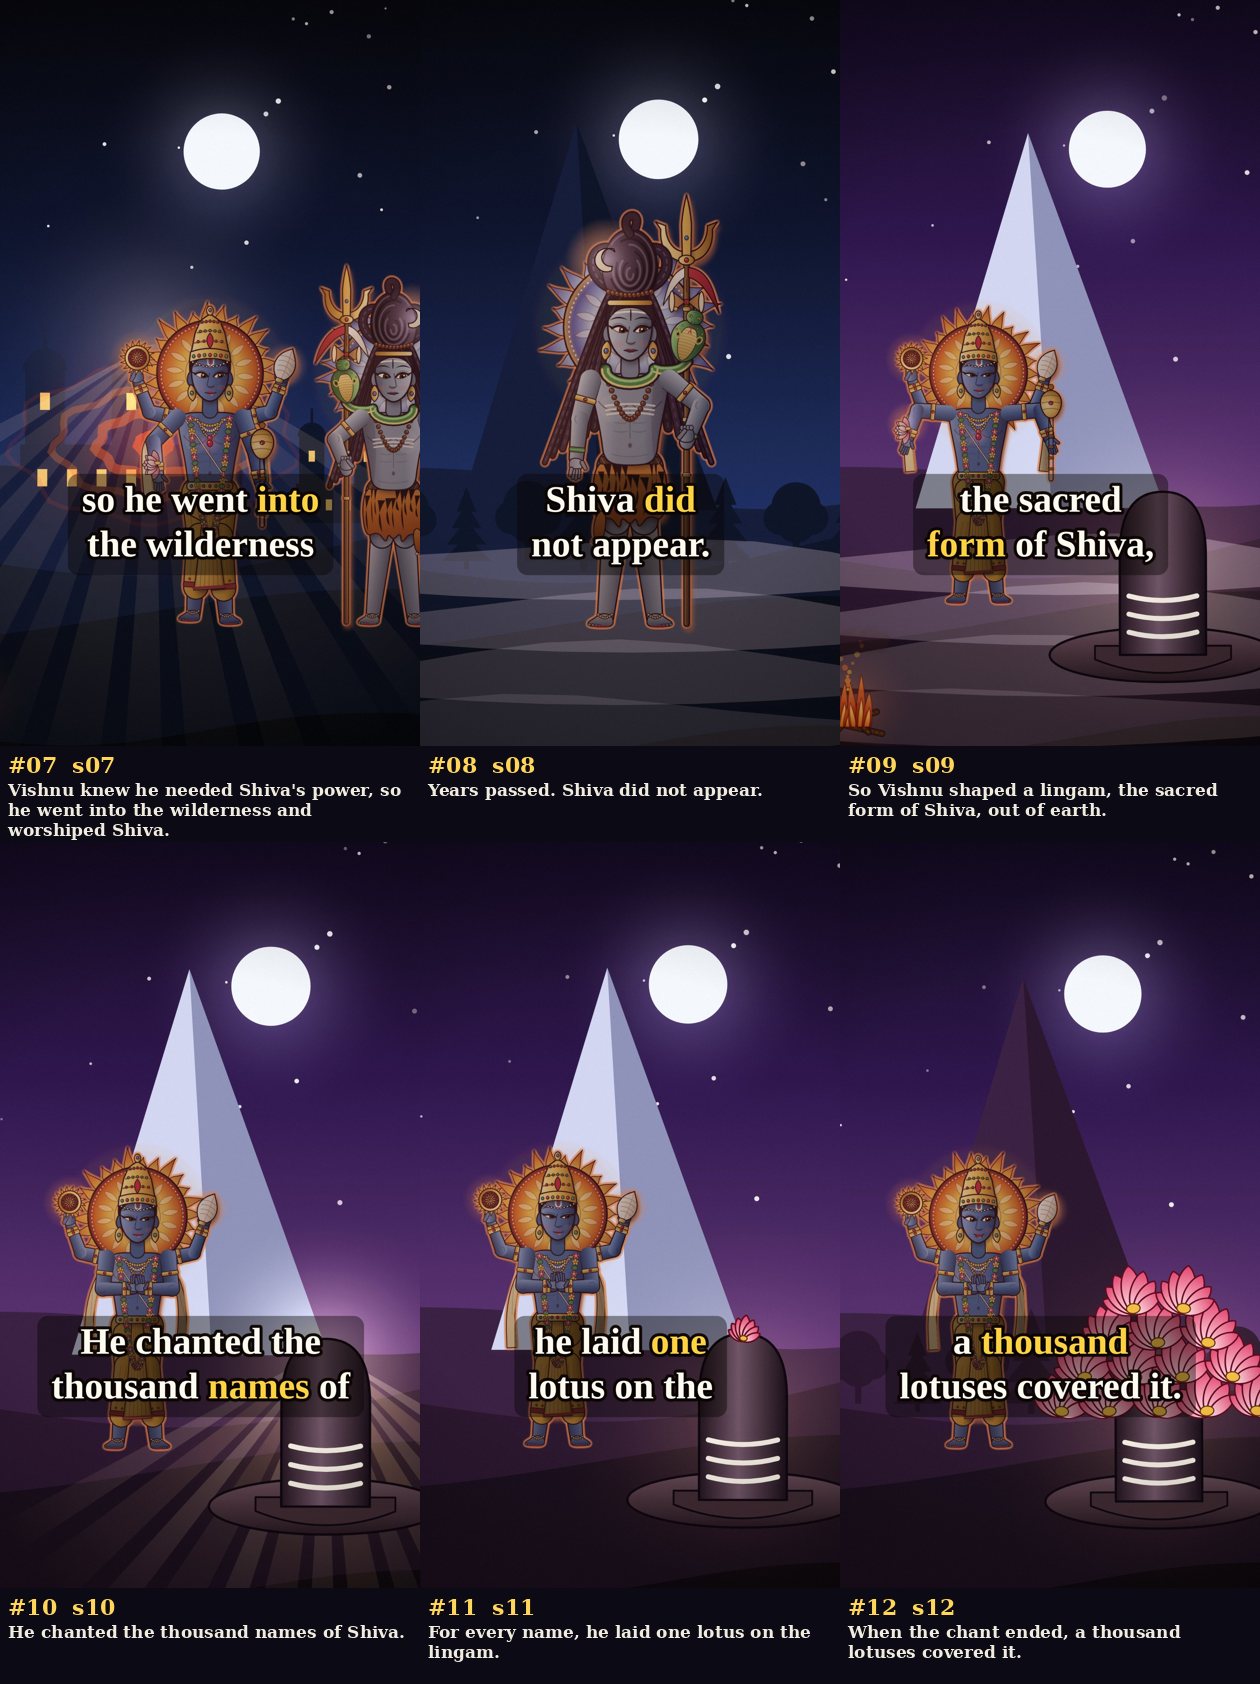 so he went into
the wilderness
Shiva did
not appear.
the sacred
form of Shiva,
#07 s07
Vishnu knew he needed Shiva's power, so
he went into the wilderness and
worshiped Shiva.
#08 s08
Years passed. Shiva did not appear.
#09 s09
So Vishnu shaped a lingam, the sacred
form of Shiva, out of earth.
He chanted the
thousand names of
he laid one
lotus on the
a thousand
lotuses covered it.
#10 s10
He chanted the thousand names of Shiva.
#11 s11
For every name, he laid one lotus on the
lingam.
#12 s12
When the chant ended, a thousand
lotuses covered it.